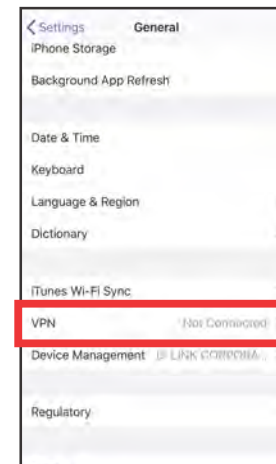 Settings General
iPhone Storage
Background App Refresh
Date & Time
Keyboard
Language & Region
Dictionary
iTunes Wi-Fi Sync
VPN Not Connected
Device Management LINK
Regulatory